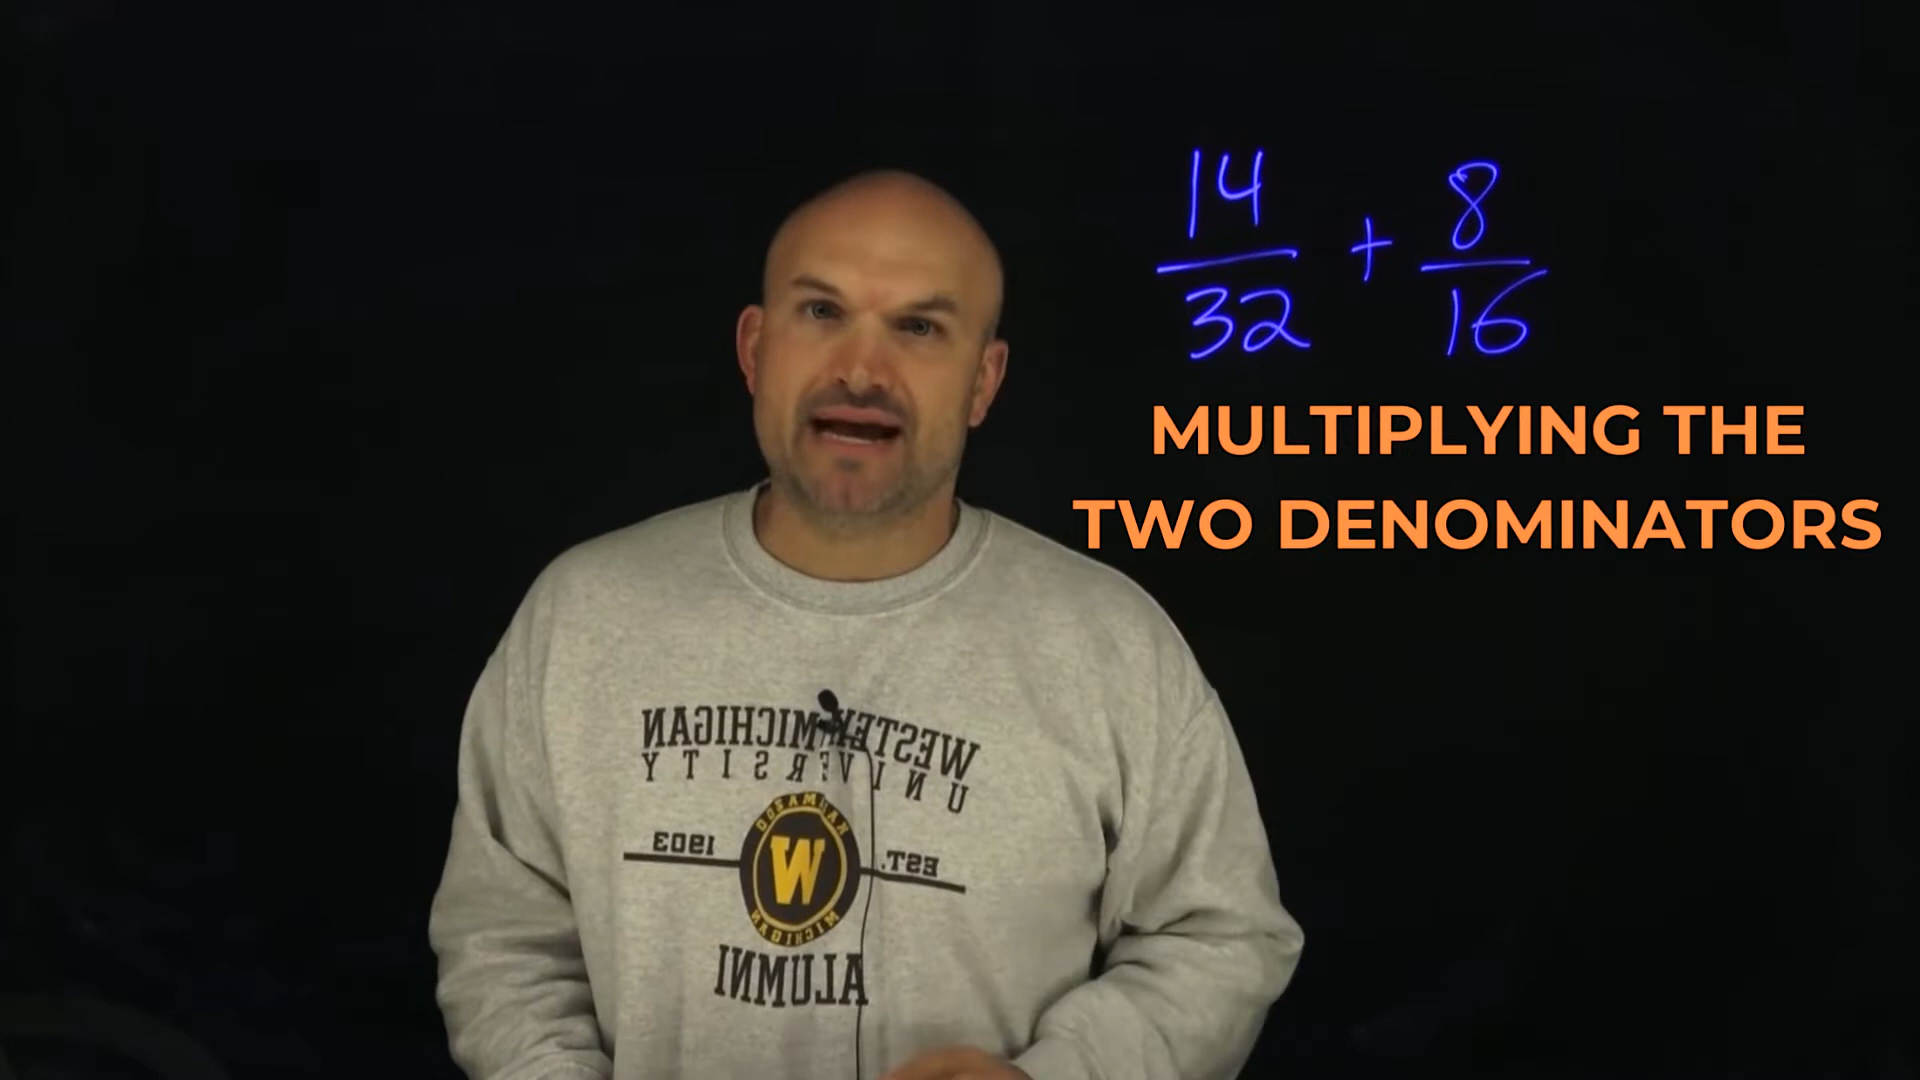 14 + 8
32 16
MULTIPLYING THE
TWO DENOMINATORS
WESTERN MICHIGAN
UNIVERSITY
KALAMAZOO
EST. 1903
W
MICHIGAN
ALUMNI